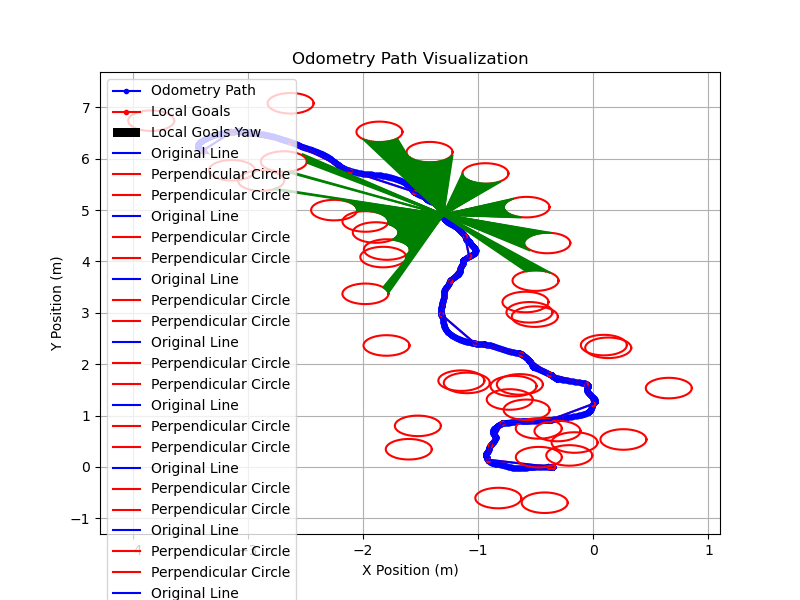 Odometry Path Visualization
Y Position (m)
7
6
5
4
3
2
1
0
−1
Odometry Path
Local Goals
Local Goals Yaw
Original Line
Perpendicular Circle
Perpendicular Circle
Original Line
Perpendicular Circle
Perpendicular Circle
Original Line
Perpendicular Circle
Perpendicular Circle
Original Line
Perpendicular Circle
Perpendicular Circle
Original Line
Perpendicular Circle
Perpendicular Circle
Original Line
Perpendicular Circle
Perpendicular Circle
Original Line
Perpendicular Circle
Perpendicular Circle
Original Line
−2
−1
0
1
X Position (m)